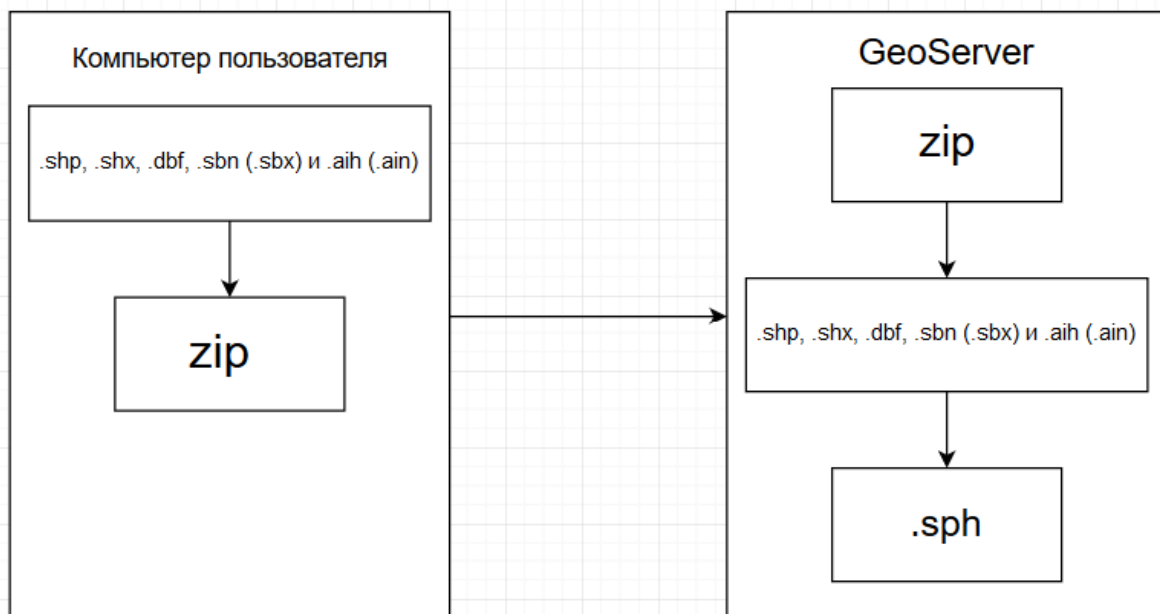 Компьютер пользователя
.shp, .shx, .dbf, .sbn (.sbx) и .aih (.ain)
zip
GeoServer
zip
.shp, .shx, .dbf, .sbn (.sbx) и .aih (.ain)
.sph